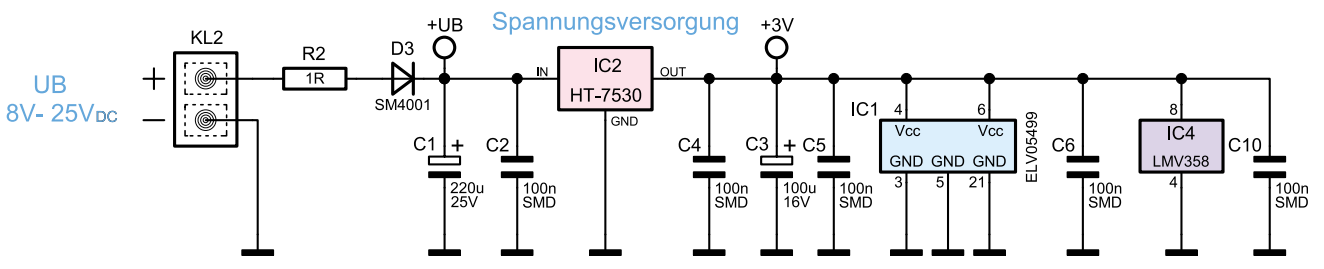 Spannungsversorgung
UB
8V- 25VDC
KL2
+
−
R2
1R
D3
SM4001
+UB
C1
+
220u
25V
C2
100n
SMD
IN
IC2
HT-7530
OUT
GND
+3V
C4
100n
SMD
C3
+
100u
16V
C5
100n
SMD
IC1
4
6
Vcc
Vcc
GND
GND
GND
3
5
21
ELV05499
C6
100n
SMD
8
IC4
LMV358
4
C10
100n
SMD